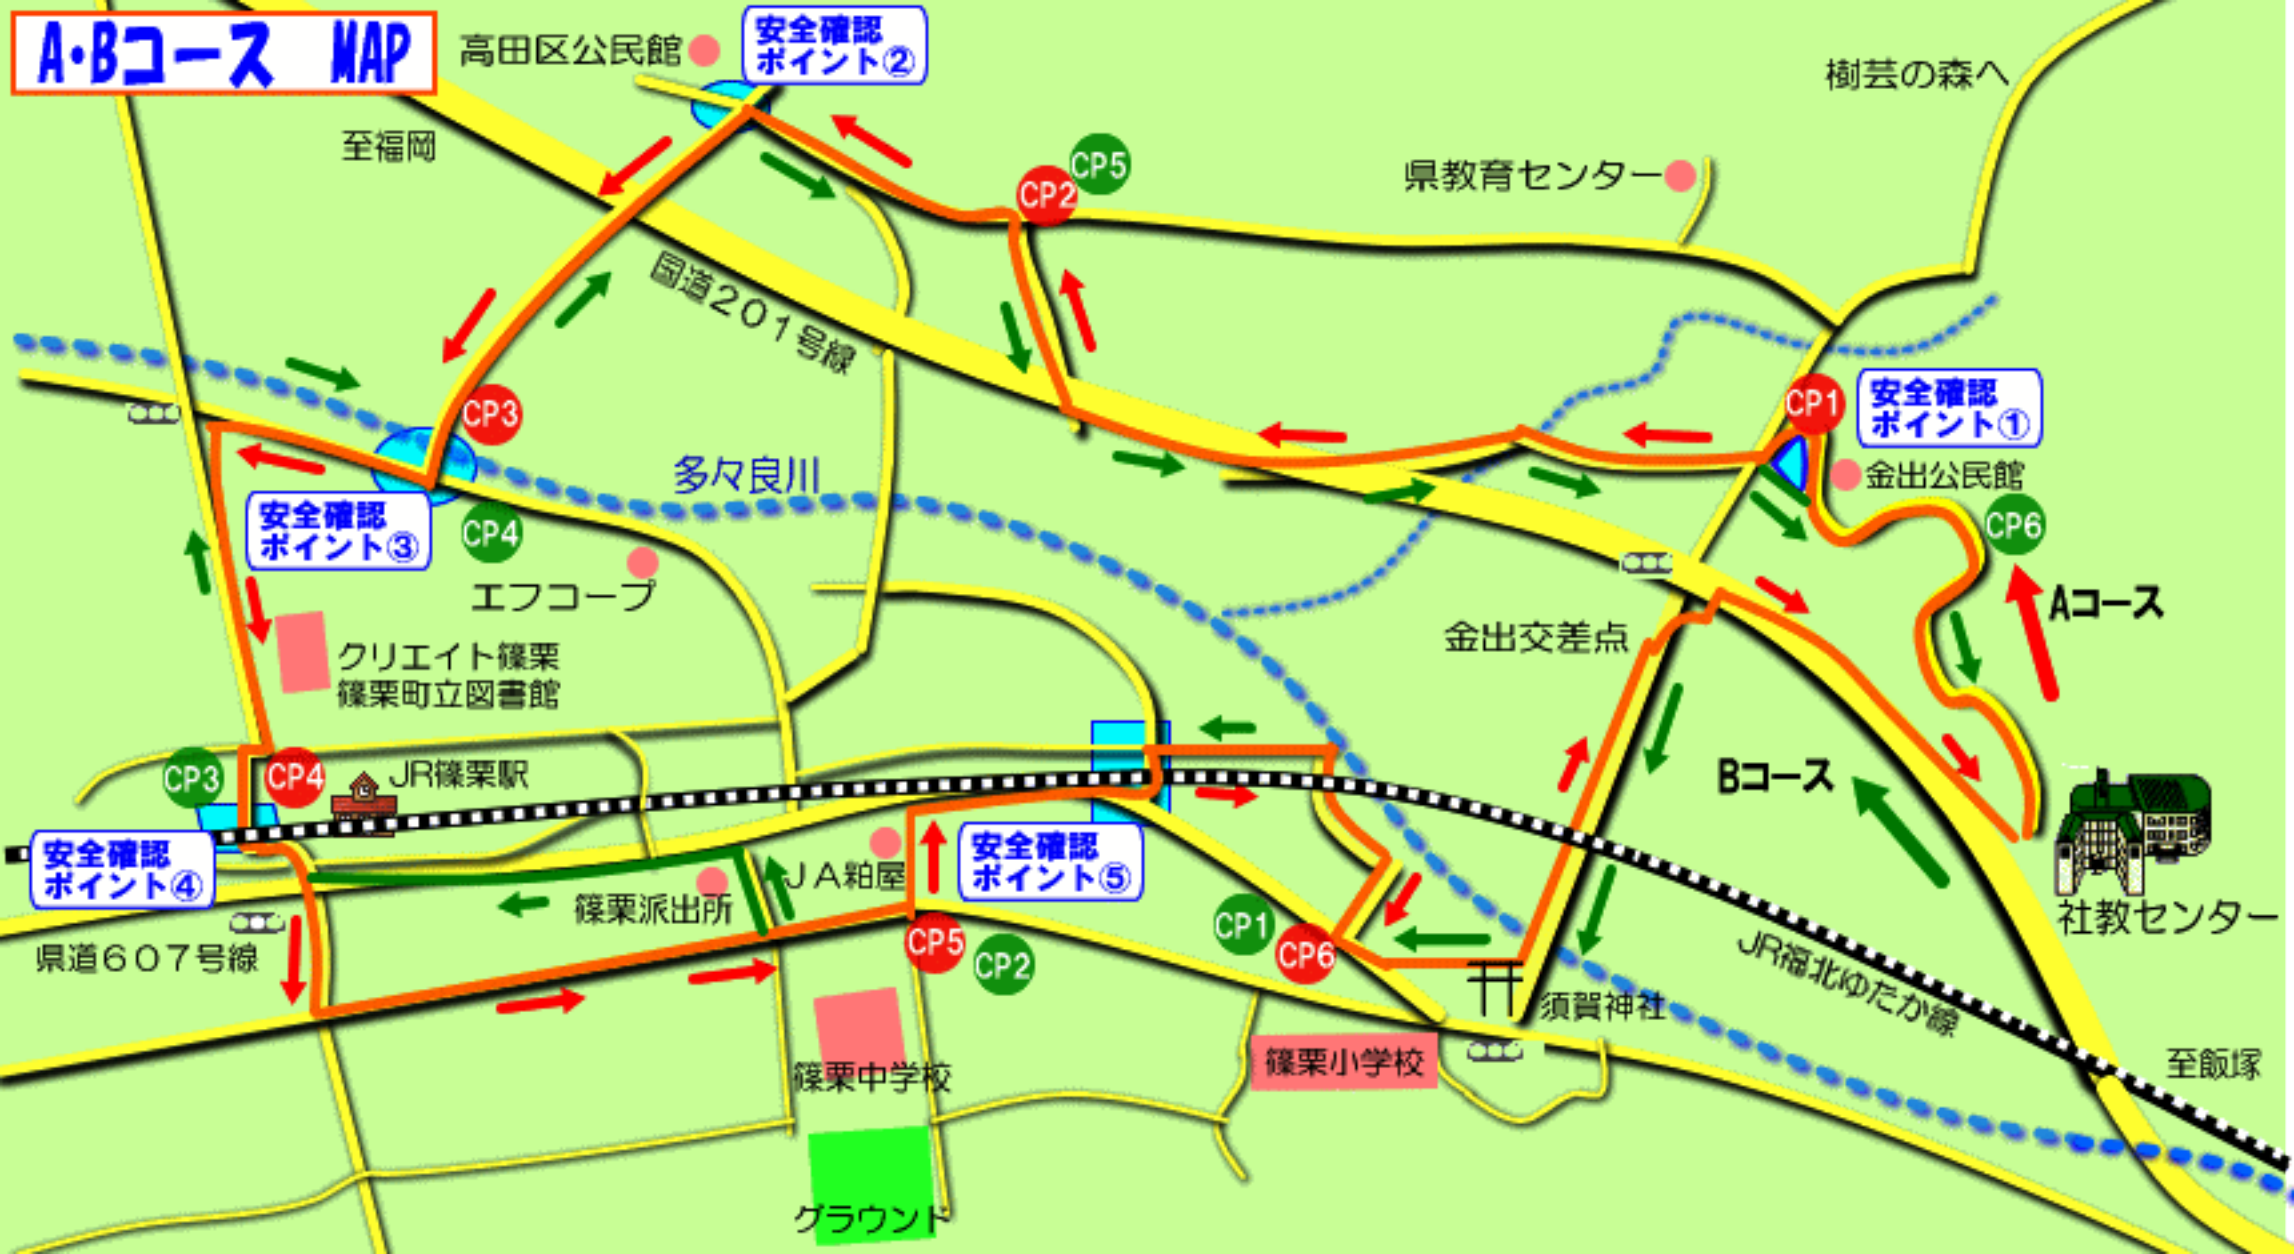 A・Bコース MAP
高田区公民館
安全確認
ポイント②
樹芸の森へ
至福岡
CP5
CP2
県教育センター
国道201号線
CP3
CP1
安全確認
ポイント①
金出公民館
多々良川
安全確認
ポイント③
CP4
CP6
エフコープ
Aコース
金出交差点
クリエイト篠栗
篠栗町立図書館
CP3
CP4
JR篠栗駅
Bコース
安全確認
ポイント④
JA粕屋
安全確認
ポイント⑤
篠栗派出所
社教センター
県道607号線
CP5
CP2
CP1
CP6
JR福北ゆたか線
須賀神社
篠栗中学校
篠栗小学校
至飯塚
グラウンド